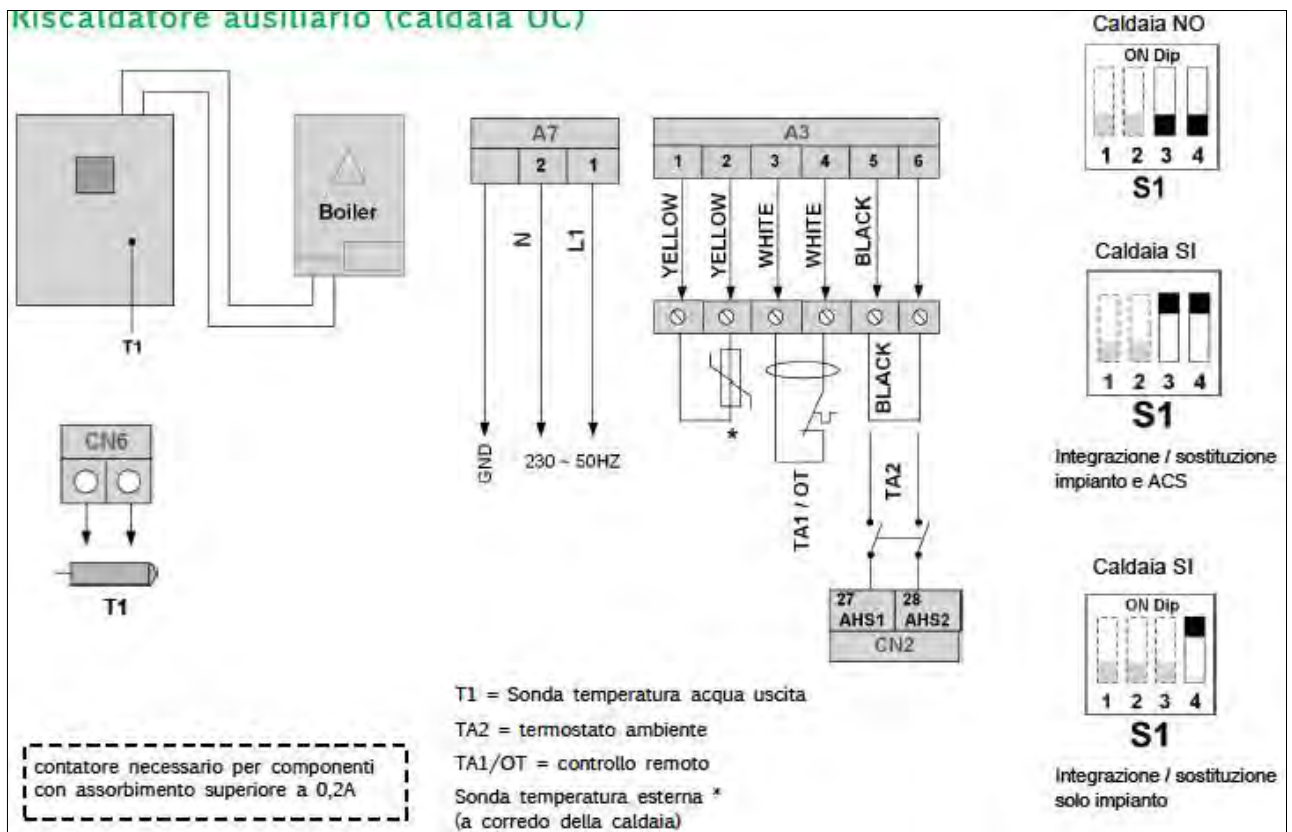 Riscaldatore ausiliario (caldaia UC)
Caldaia NO
ON Dip
1 2 3 4
S1
Boiler
T1
A7
2 1
N
L1
GND
230 ~ 50HZ
A3
1 2 3 4 5 6
YELLOW
YELLOW
WHITE
WHITE
BLACK
*
TA1 / OT
BLACK
TA2
27 28
AHS1 AHS2
CN2
CN6
T1
Caldaia SI
1 2 3 4
S1
Integrazione / sostituzione
impianto e ACS
Caldaia SI
ON Dip
1 2 3 4
S1
Integrazione / sostituzione
solo impianto
T1 = Sonda temperatura acqua uscita
TA2 = termostato ambiente
TA1/OT = controllo remoto
Sonda temperatura esterna *
(a corredo della caldaia)
contatore necessario per componenti
con assorbimento superiore a 0,2A